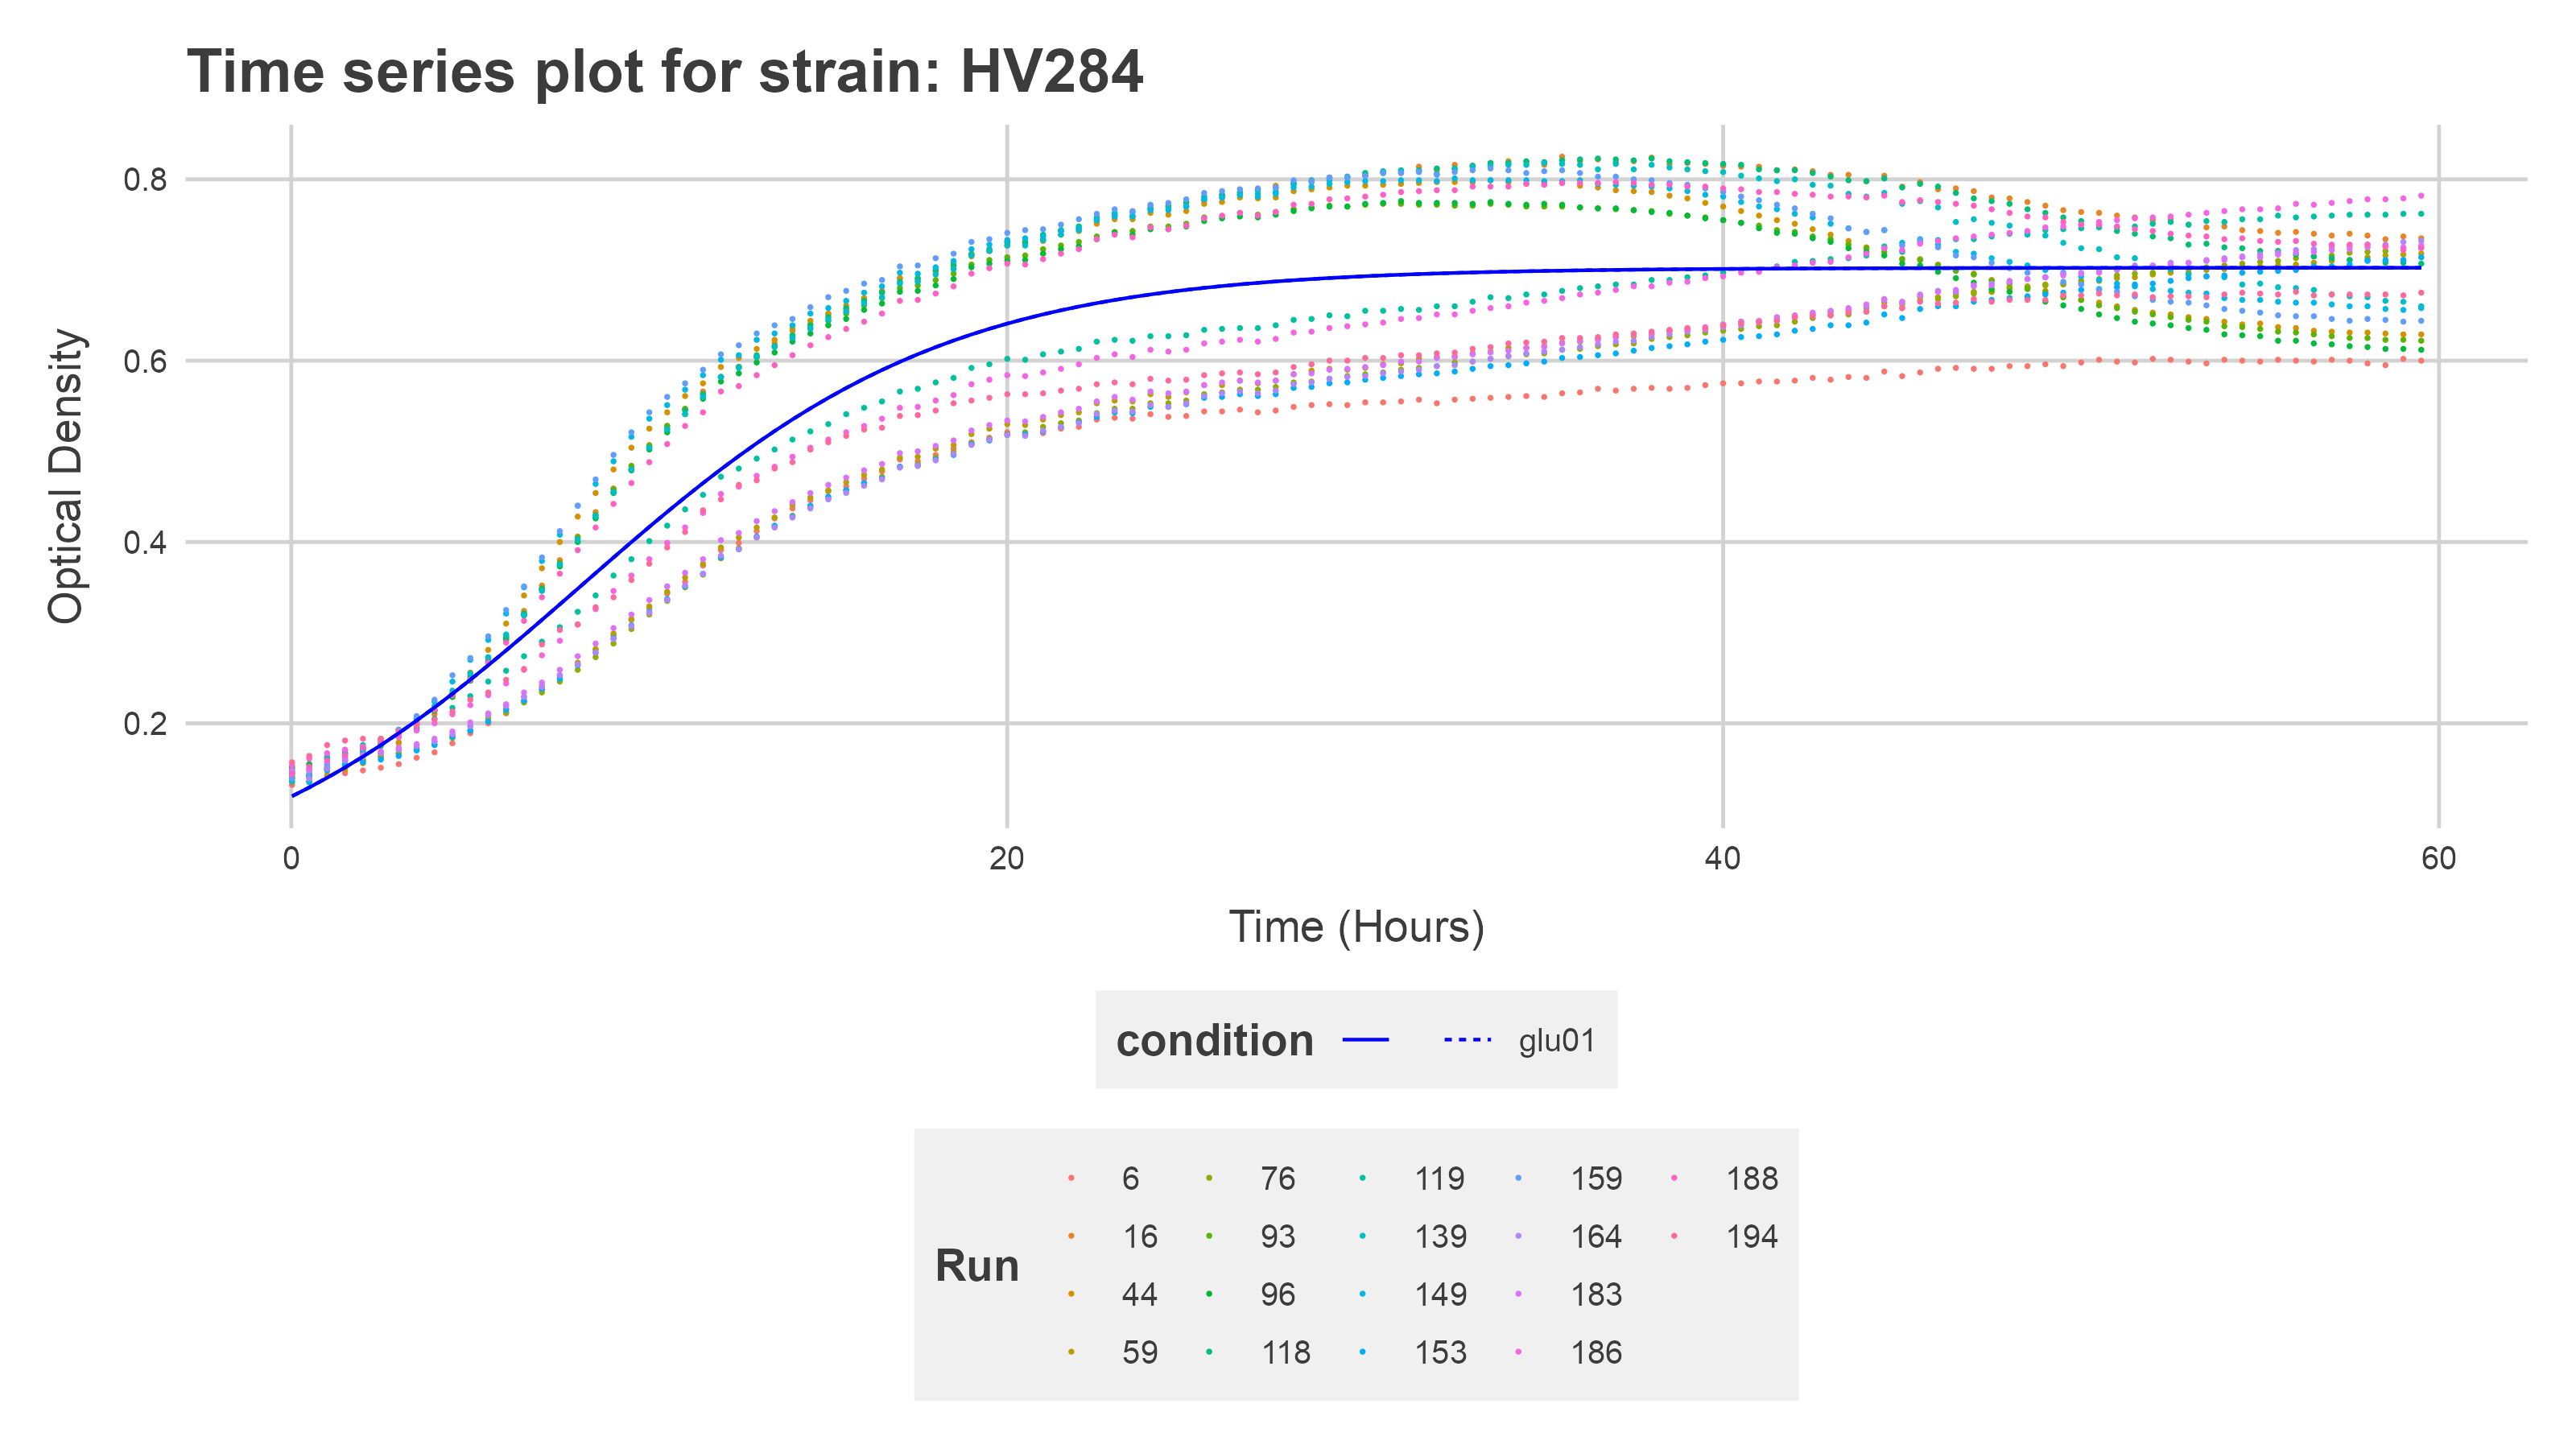 Time series plot for strain: HV284
Optical Density
0.8
0.6
0.4
0.2
0 20 40 60
Time (Hours)
condition glu01
Run
6 76 119 159 188
16 93 139 164 194
44 96 149 183
59 118 153 186